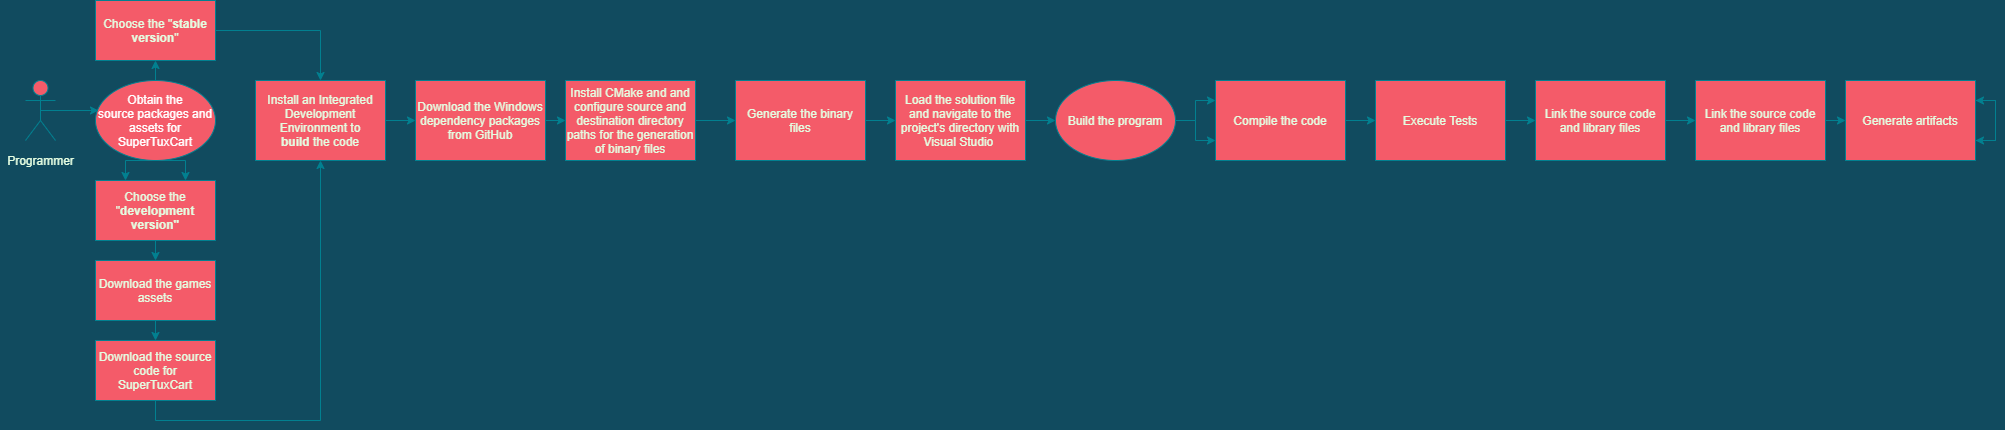 Choose the "stable
version"
Programmer
Obtain the
source packages and
assets for
SuperTuxCart
Choose the
"development
version"
Download the games
assets
Download the source
code for
SuperTuxCart
Install an Integrated
Development
Environment to
build the code
Download the Windows
dependency packages
from GitHub
Install CMake and and
configure source and
destination directory
paths for the generation
of binary files
Generate the binary
files
Load the solution file
and navigate to the
project's directory with
Visual Studio
Build the program
Compile the code
Execute Tests
Link the source code
and library files
Link the source code
and library files
Generate artifacts